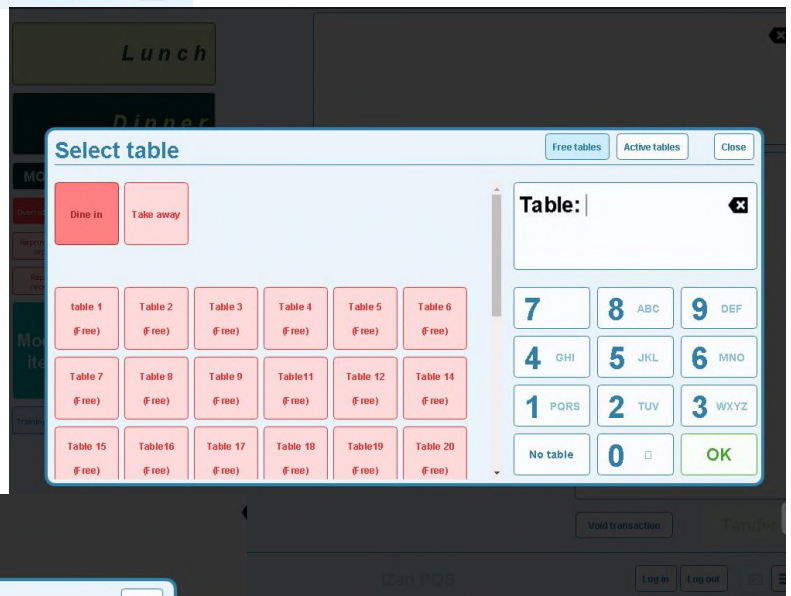 Lunch
Dinner
Select table
Free tables
Active tables
Close
Dine in
Take away
Table:
table 1
(Free)
Table 2
(Free)
Table 3
(Free)
Table 4
(Free)
Table 5
(Free)
Table 6
(Free)
Table 7
(Free)
Table 8
(Free)
Table 9
(Free)
Table11
(Free)
Table 12
(Free)
Table 14
(Free)
Table 15
(Free)
Table16
(Free)
Table 17
(Free)
Table 18
(Free)
Table19
(Free)
Table 20
(Free)
7
8 ABC
9 DEF
4 GHI
5 JKL
6 MNO
1 PQRS
2 TUV
3 WXYZ
No table
0
OK
Void transaction
Log in
Log out